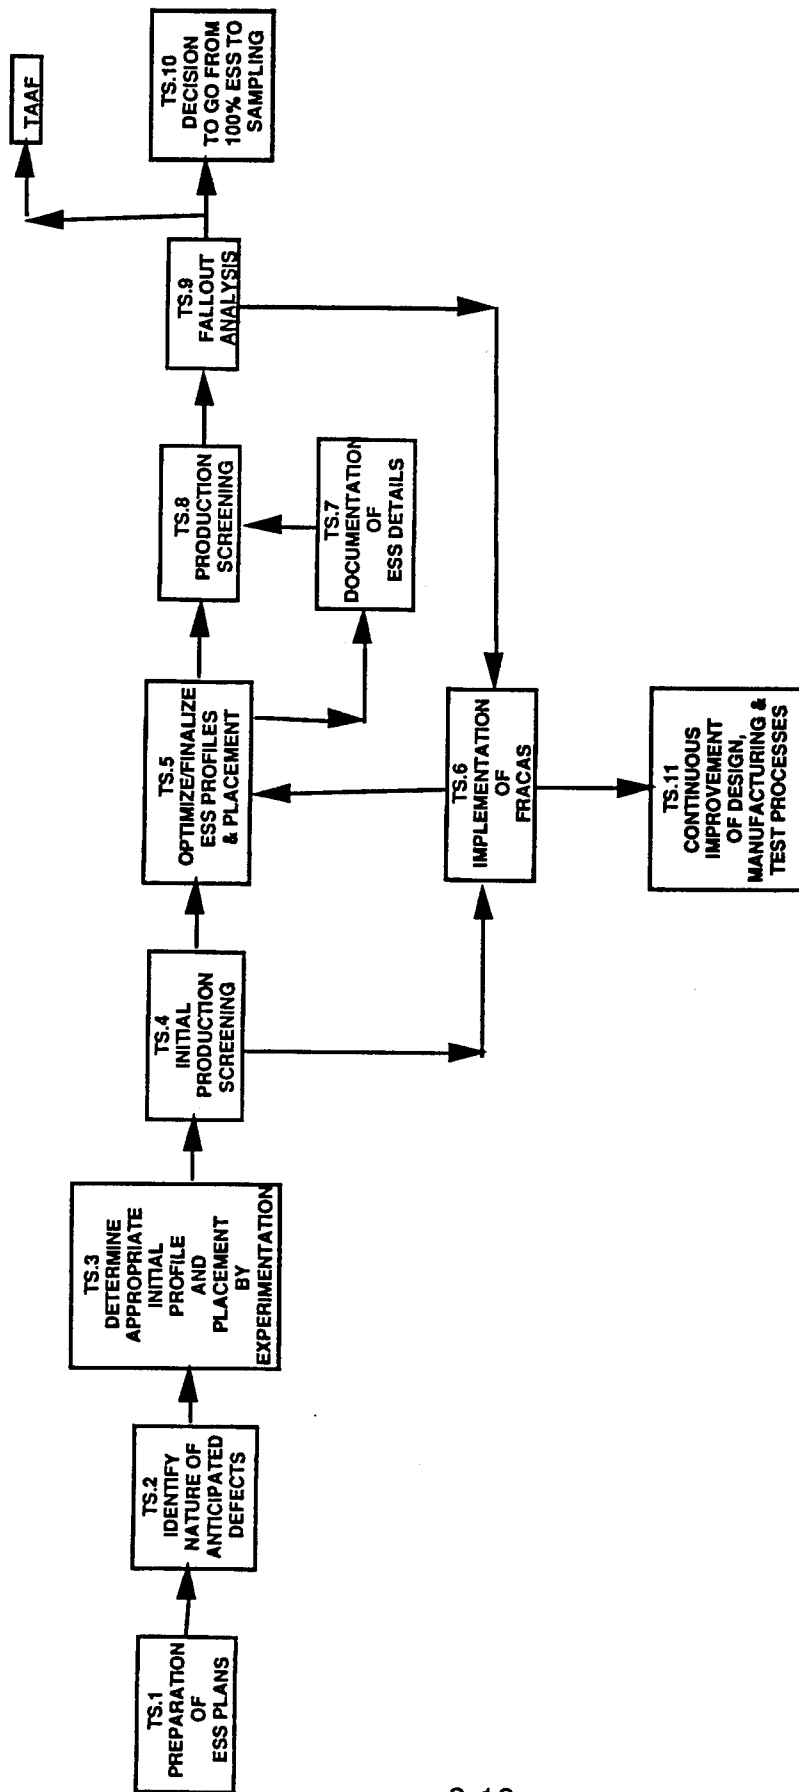 TS.1
PREPARATION
OF
ESS PLANS
TS.2
IDENTIFY
NATURE OF
ANTICIPATED
DEFECTS
TS.3
DETERMINE
APPROPRIATE
INITIAL
PROFILE
AND
PLACEMENT
BY
EXPERIMENTATION
TS.4
INITIAL
PRODUCTION
SCREENING
TS.5
OPTIMIZE/FINALIZE
ESS PROFILES
& PLACEMENT
TS.6
IMPLEMENTATION
OF
FRACAS
TS.7
DOCUMENTATION
OF
ESS DETAILS
TS.8
PRODUCTION
SCREENING
TS.9
FALLOUT
ANALYSIS
TAAF
TS.10
DECISION
TO GO FROM
100% ESS TO
SAMPLING
TS.11
CONTINUOUS
IMPROVEMENT
OF DESIGN,
MANUFACTURING &
TEST PROCESSES